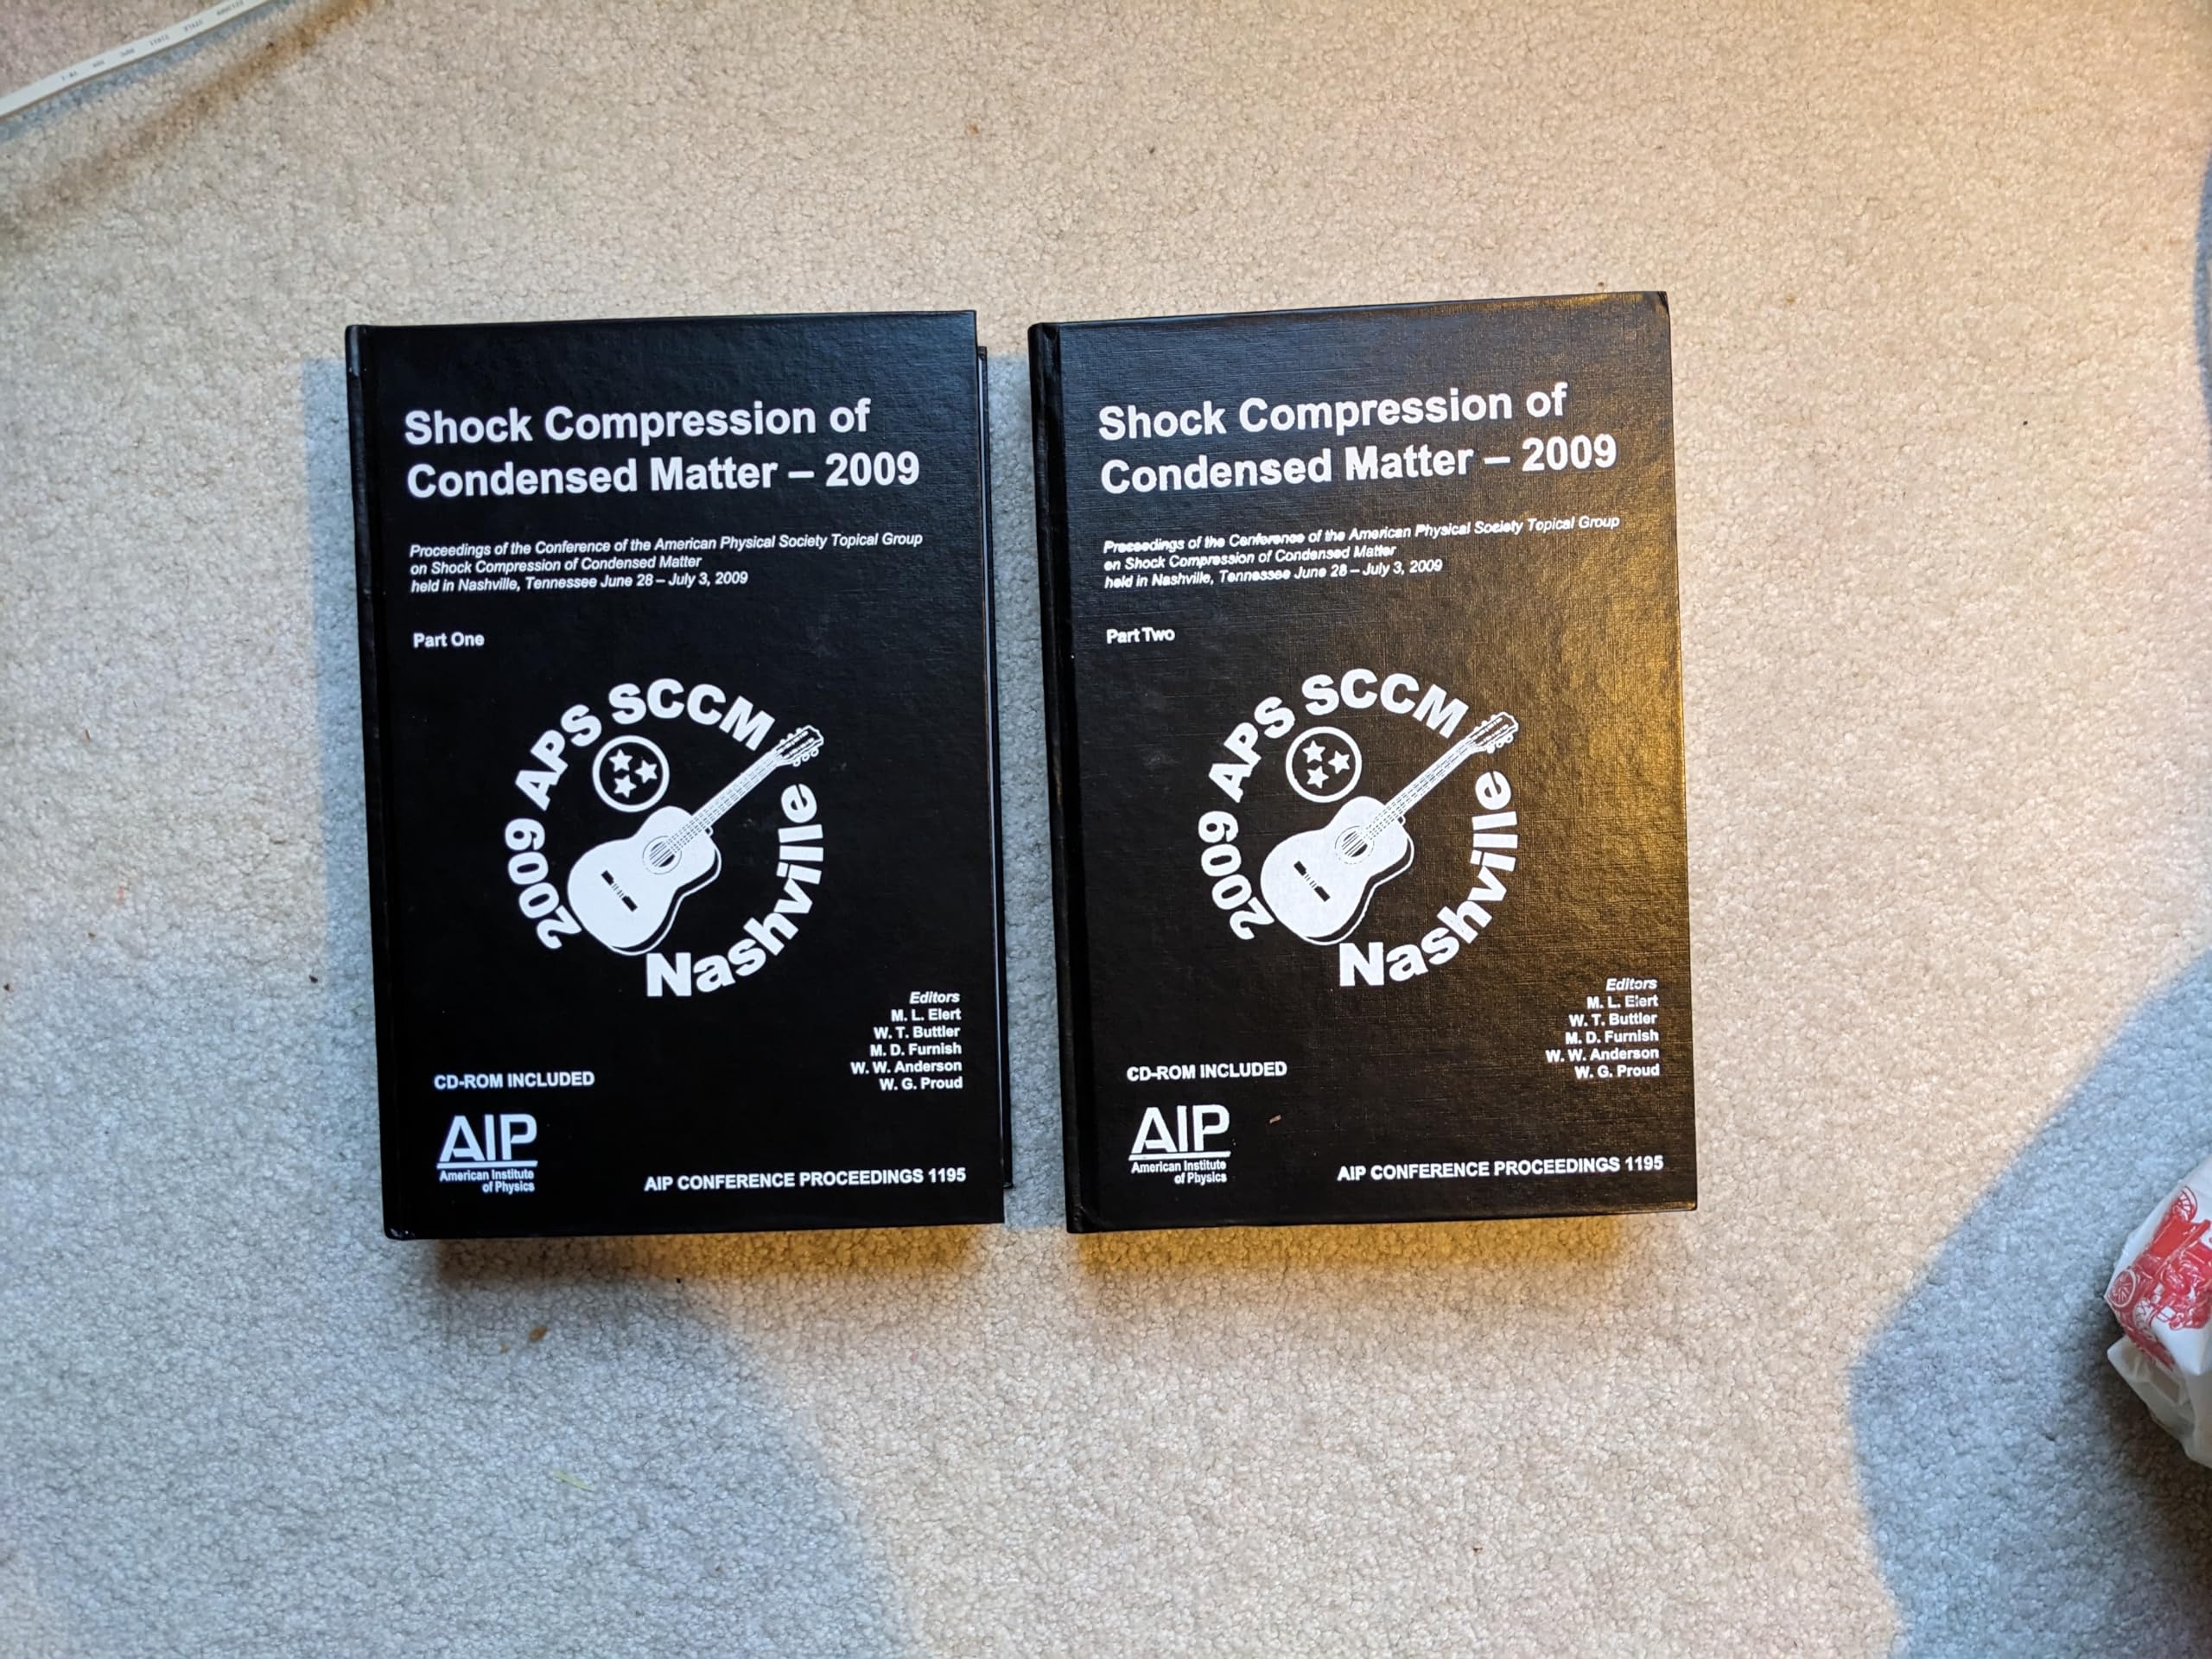 Shock Compression of
Condensed Matter – 2009
Proceedings of the Conference of the American Physical Society Topical Group
on Shock Compression of Condensed Matter
held in Nashville, Tennessee June 28 – July 3, 2009
Part One
2009 APS SCCM
Nashville
Editors
M. L. Elert
W. T. Buttler
M. D. Furnish
W. W. Anderson
W. G. Proud
CD-ROM INCLUDED
AIP
American Institute
of Physics
AIP CONFERENCE PROCEEDINGS 1195
Shock Compression of
Condensed Matter – 2009
Proceedings of the Conference of the American Physical Society Topical Group
on Shock Compression of Condensed Matter
held in Nashville, Tennessee June 28 – July 3, 2009
Part Two
2009 APS SCCM
Nashville
Editors
M. L. Elert
W. T. Buttler
M. D. Furnish
W. W. Anderson
W. G. Proud
CD-ROM INCLUDED
AIP
American Institute
of Physics
AIP CONFERENCE PROCEEDINGS 1195